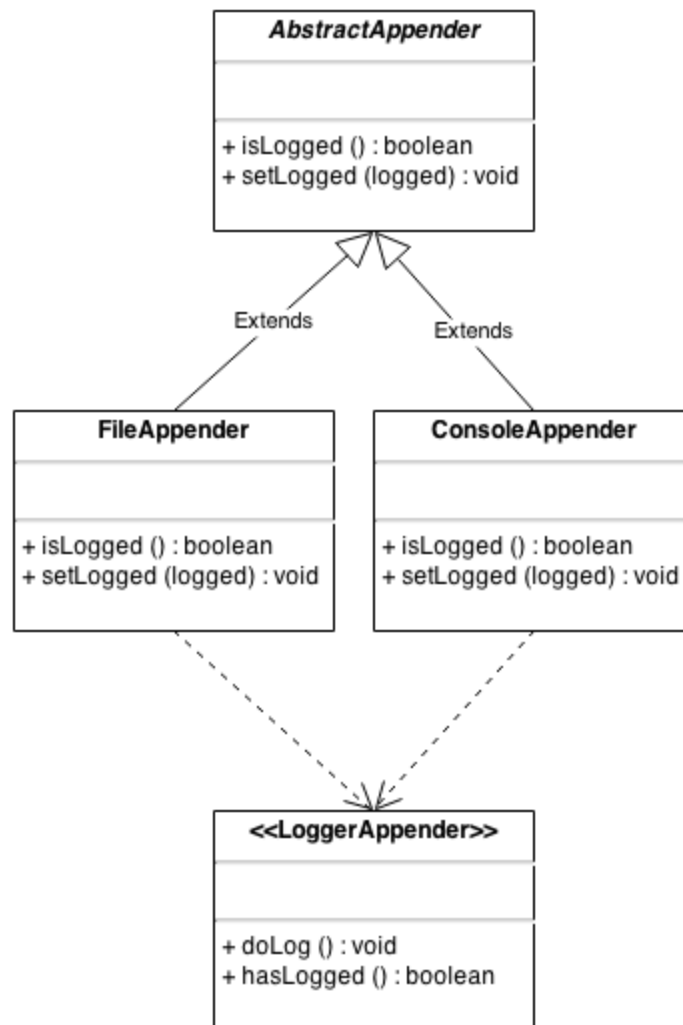 AbstractAppender
+ isLogged () : boolean
+ setLogged (logged) : void
Extends
Extends
FileAppender
+ isLogged () : boolean
+ setLogged (logged) : void
ConsoleAppender
+ isLogged () : boolean
+ setLogged (logged) : void
<<LoggerAppender>>
+ doLog () : void
+ hasLogged () : boolean